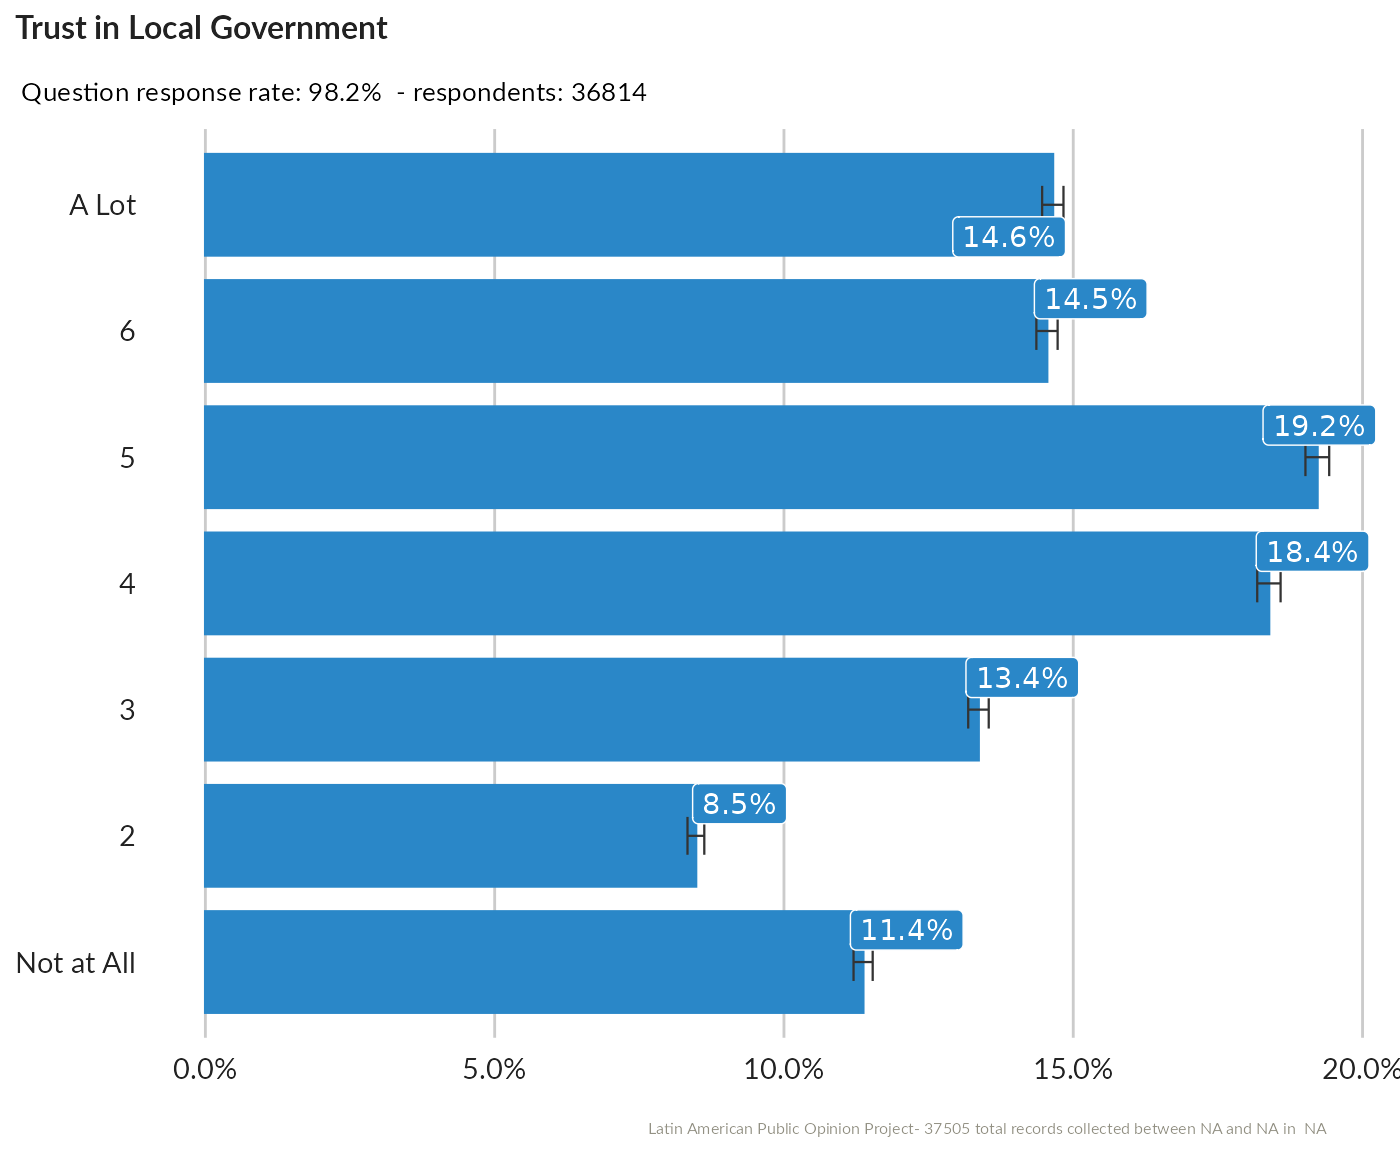 Trust in Local Government
Question response rate: 98.2%  - respondents: 36814
A Lot
14.6%
6
14.5%
5
19.2%
4
18.4%
3
13.4%
2
8.5%
Not at All
11.4%
0.0% 5.0% 10.0% 15.0% 20.0%
Latin American Public Opinion Project- 37505 total records collected between NA and NA in  NA